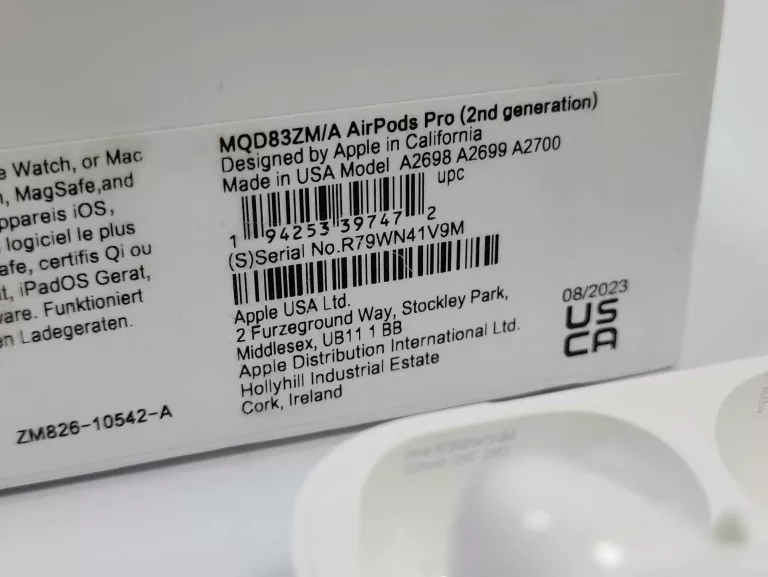 e Watch, or Mac
n, MagSafe,and
ppareis iOS,
logiciel le plus
afe, certifis Qi ou
t, iPadOS Gerat,
are. Funktioniert
n Ladegeraten.
ZM826-10542-A
MQD83ZM/A AirPods Pro (2nd generation)
Designed by Apple in California
Made in USA Model A2698 A2699 A2700
upc
1 94253 39747 2
(S)Serial No.R79WN41V9M
Apple USA Ltd.
2 Furzeground Way, Stockley Park,
Middlesex, UB11 1 BB
Apple Distribution International Ltd.
Hollyhill Industrial Estate
Cork, Ireland
08/2023
US
CA